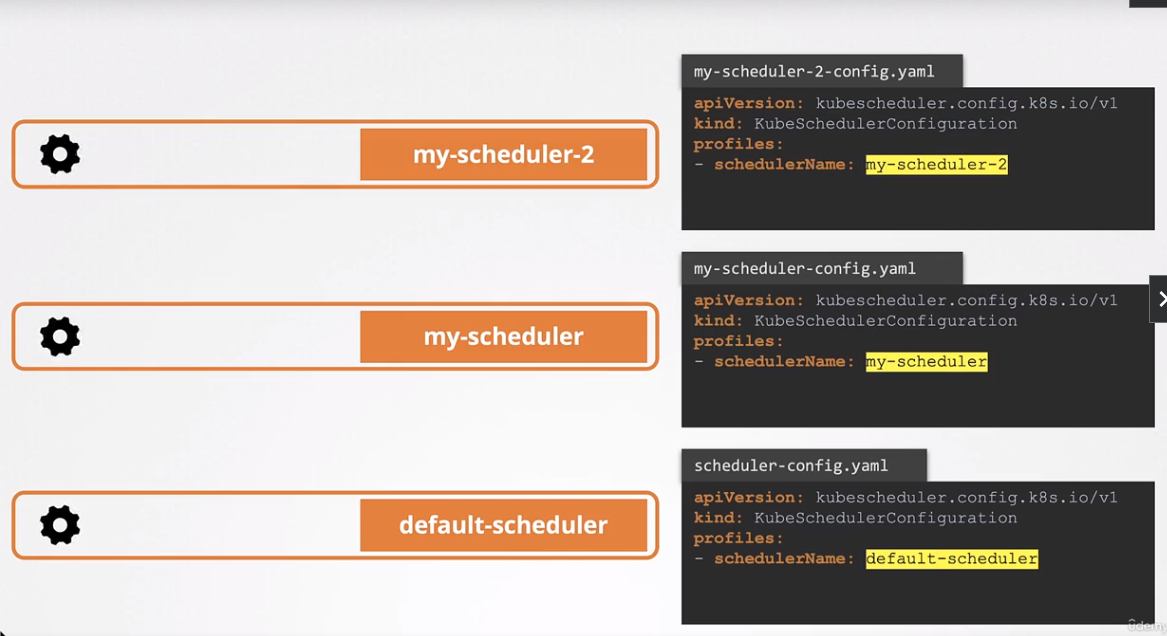 my-scheduler-2
my-scheduler-2-config.yaml
apiVersion: kubescheduler.config.k8s.io/v1
kind: KubeSchedulerConfiguration
profiles:
- schedulerName: my-scheduler-2
my-scheduler
my-scheduler-config.yaml
apiVersion: kubescheduler.config.k8s.io/v1
kind: KubeSchedulerConfiguration
profiles:
- schedulerName: my-scheduler
default-scheduler
scheduler-config.yaml
apiVersion: kubescheduler.config.k8s.io/v1
kind: KubeSchedulerConfiguration
profiles:
- schedulerName: default-scheduler
ûdemy